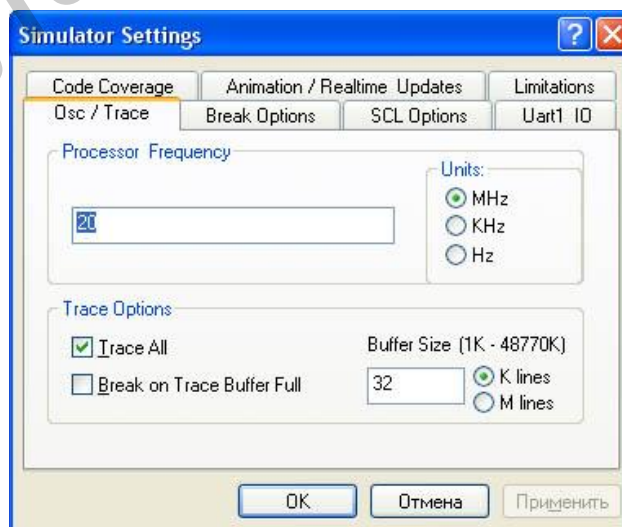 Simulator Settings
Code Coverage
Animation / Realtime Updates
Limitations
Osc / Trace
Break Options
SCL Options
Uart1 IO
Processor Frequency
Units:
20
MHz
KHz
Hz
Trace Options
Trace All
Buffer Size (1K - 48770K)
Break on Trace Buffer Full
32
K lines
M lines
OK
Отмена
Применить